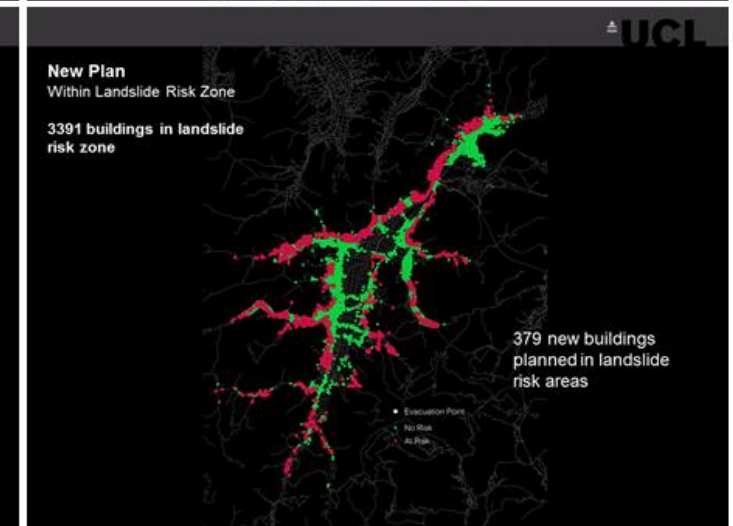 UCL
New Plan
Within Landslide Risk Zone
3391 buildings in landslide
risk zone
379 new buildings
planned in landslide
risk areas
Evacuation Point
No Risk
At Risk